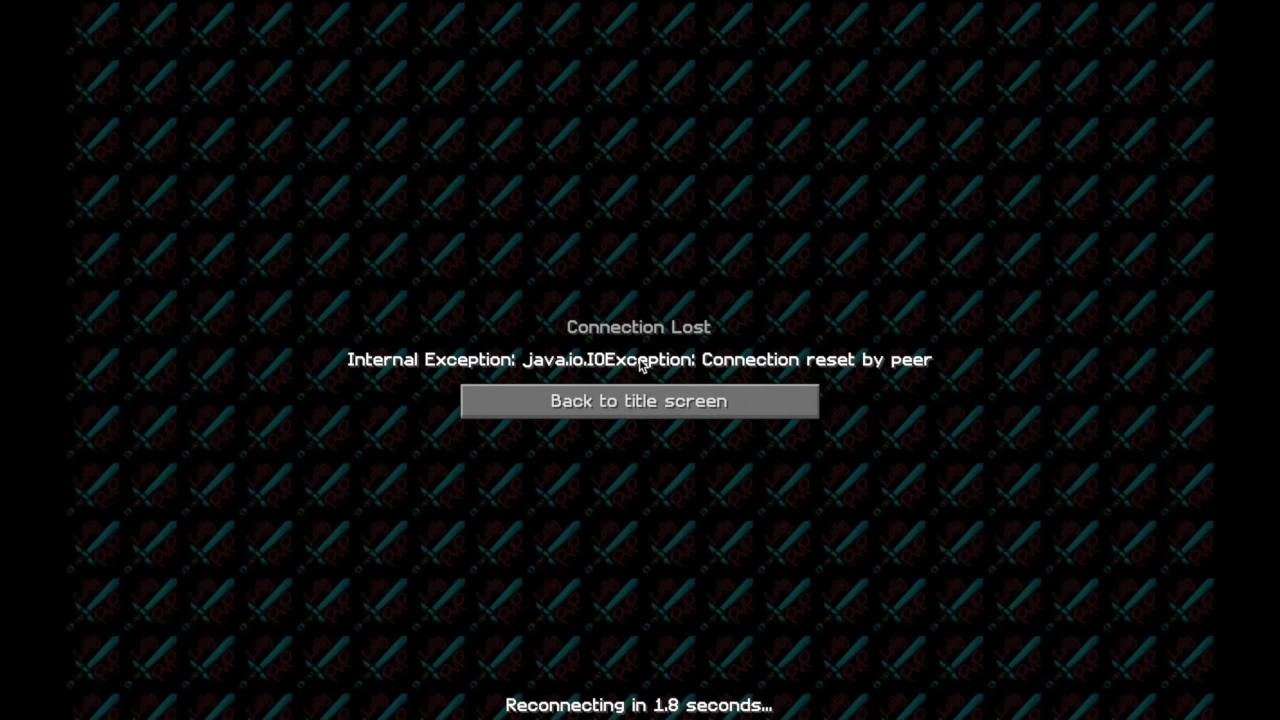 Connection Lost
Internal Exception: java.io.IOException: Connection reset by peer
Back to title screen
Reconnecting in 1.8 seconds...